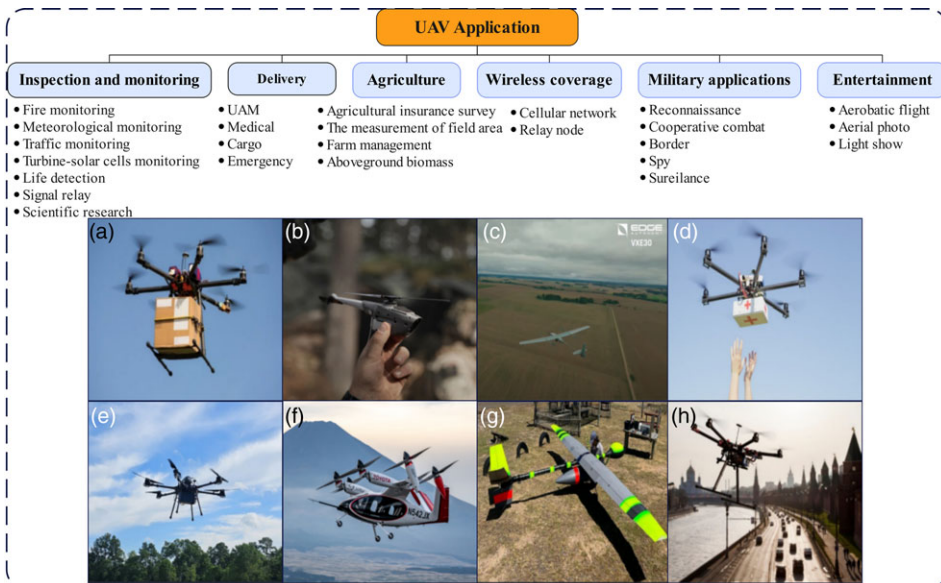 UAV Application
Inspection and monitoring
Fire monitoring
Meteorological monitoring
Traffic monitoring
Turbine-solar cells monitoring
Life detection
Signal relay
Scientific research
Delivery
UAM
Medical
Cargo
Emergency
Agriculture
Agricultural insurance survey
The measurement of field area
Farm management
Aboveground biomass
Wireless coverage
Cellular network
Relay node
Military applications
Reconnaissance
Cooperative combat
Border
Spy
Sureilance
Entertainment
Aerobatic flight
Aerial photo
Light show
(a)
(b)
(c)
EDGE
VXE30
(d)
(e)
(f)
N542JX
(g)
(h)